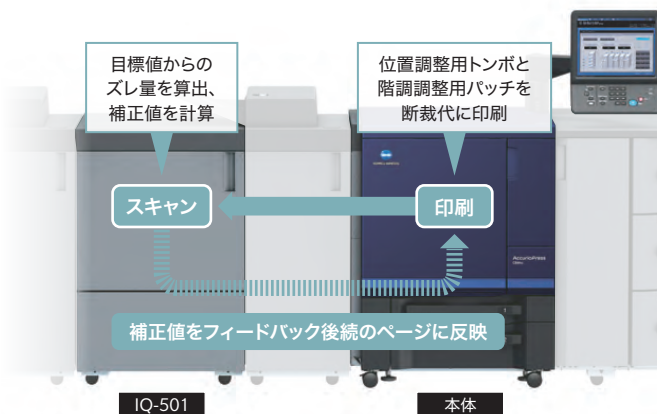 目標値からの
ズレ量を算出、
補正値を計算
位置調整用トンボと
階調調整用パッチを
断裁代に印刷
スキャン
印刷
KONICA MINOLTA
AccurioPress
補正値をフィードバック後続のページに反映
IQ-501
本体